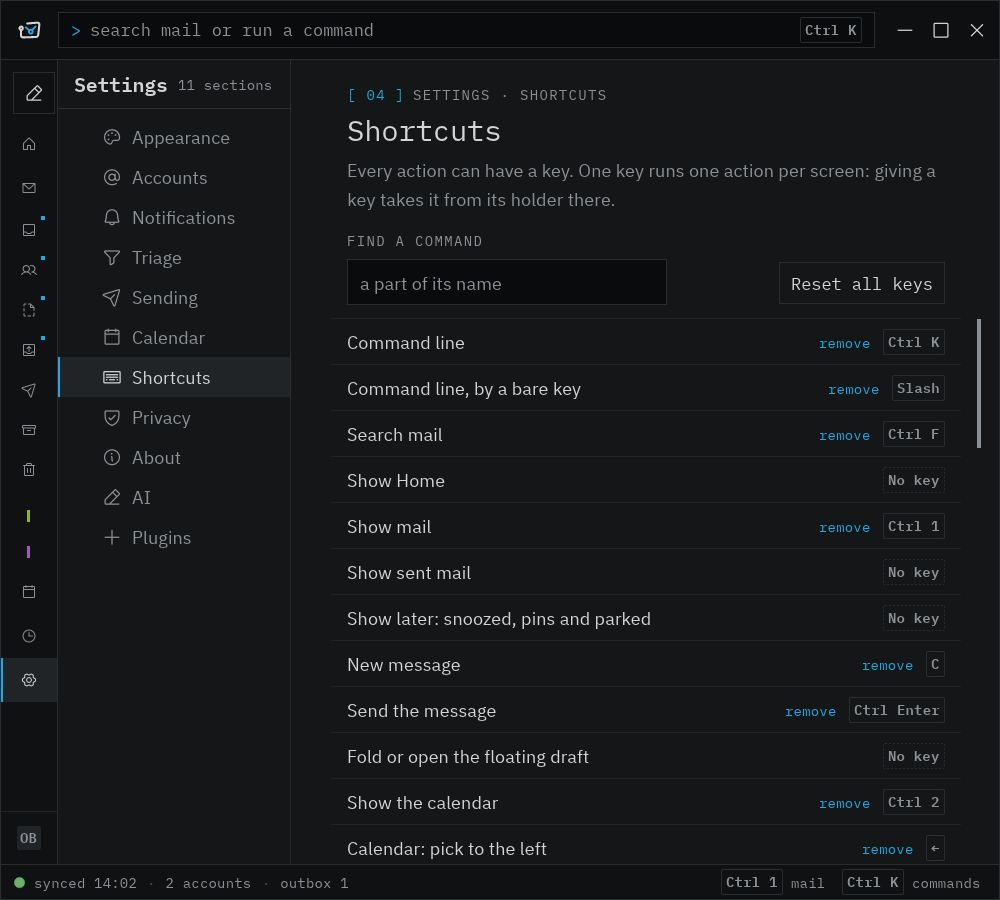 > search mail or run a command Ctrl K
Settings 11 sections
Appearance
Accounts
Notifications
Triage
Sending
Calendar
Shortcuts
Privacy
About
AI
Plugins
OB
[ 04 ] SETTINGS · SHORTCUTS
Shortcuts
Every action can have a key. One key runs one action per screen: giving a
key takes it from its holder there.
FIND A COMMAND
a part of its name Reset all keys
Command line remove Ctrl K
Command line, by a bare key remove Slash
Search mail remove Ctrl F
Show Home No key
Show mail remove Ctrl 1
Show sent mail No key
Show later: snoozed, pins and parked No key
New message remove C
Send the message remove Ctrl Enter
Fold or open the floating draft No key
Show the calendar remove Ctrl 2
Calendar: pick to the left remove ←
synced 14:02 · 2 accounts · outbox 1 Ctrl 1 mail Ctrl K commands